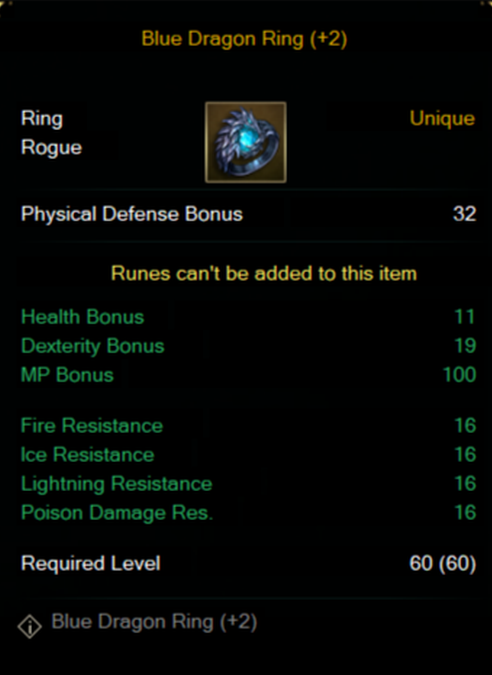 Blue Dragon Ring (+2)
Ring
Unique
Rogue
Physical Defense Bonus 32
Runes can't be added to this item
Health Bonus 11
Dexterity Bonus 19
MP Bonus 100
Fire Resistance 16
Ice Resistance 16
Lightning Resistance 16
Poison Damage Res. 16
Required Level 60 (60)
Blue Dragon Ring (+2)